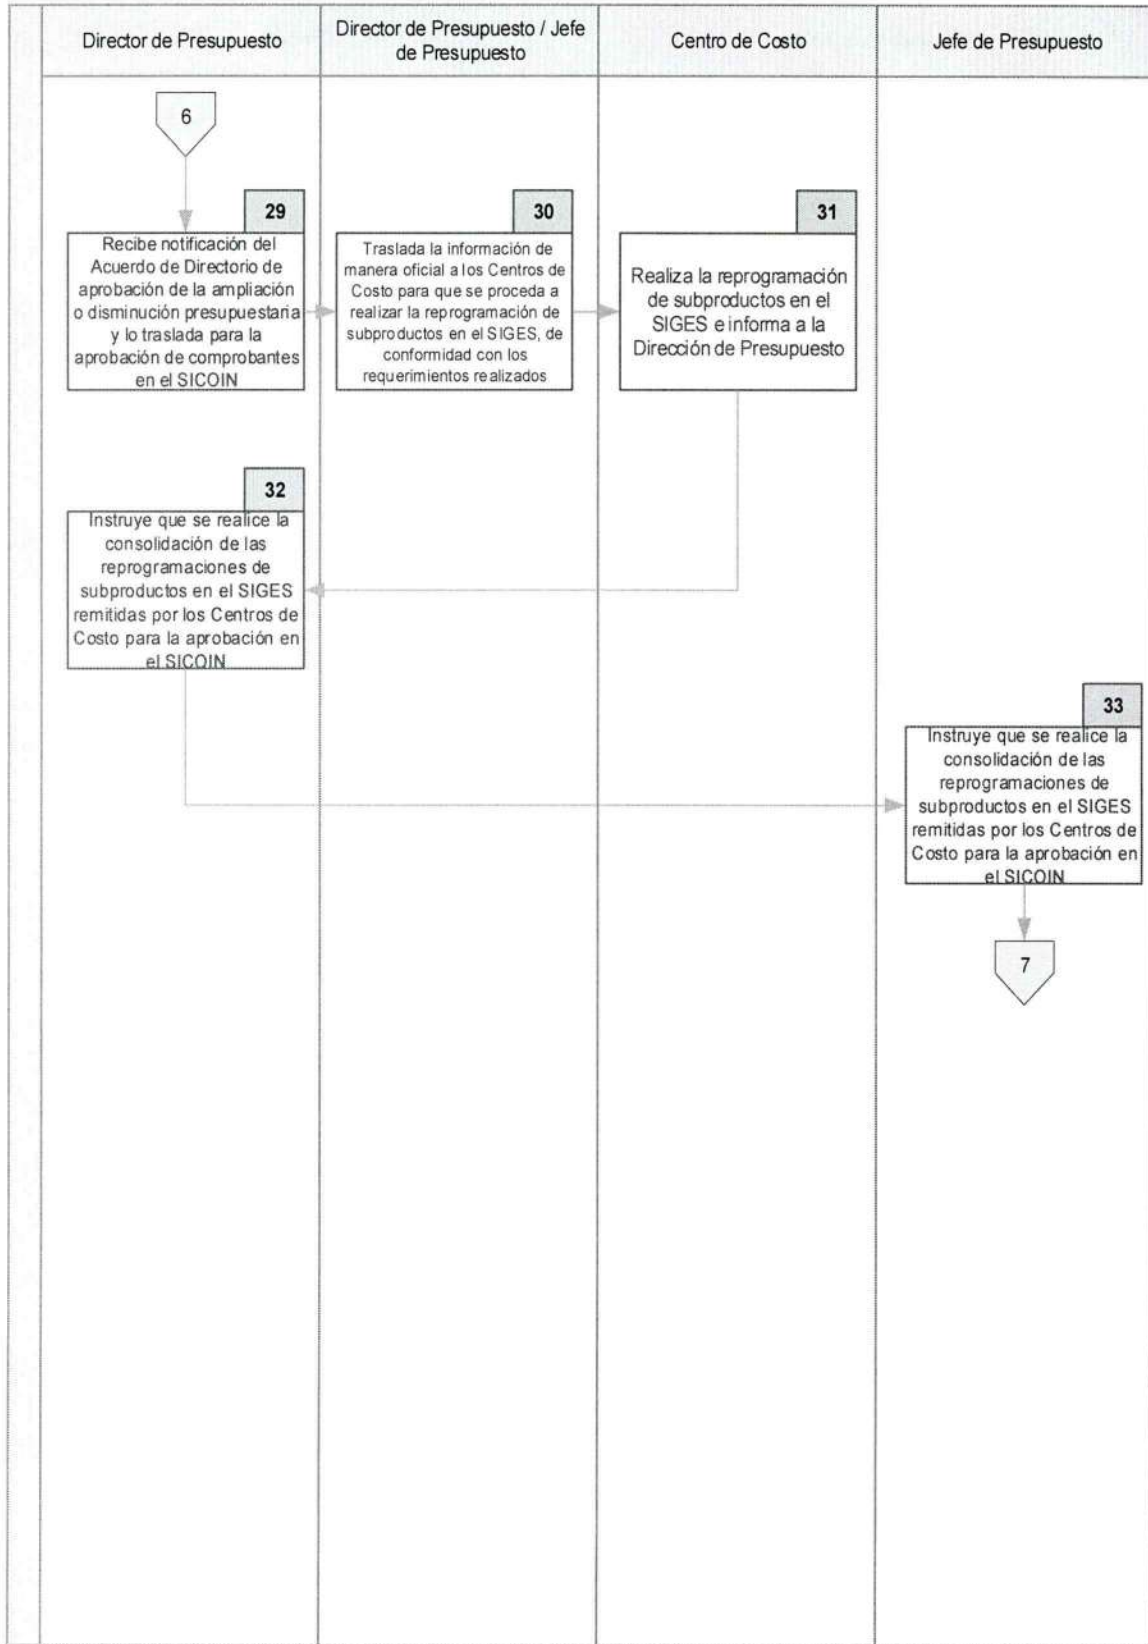 Director de Presupuesto
Director de Presupuesto / Jefe
de Presupuesto
Centro de Costo
Jefe de Presupuesto
6
29
Recibe notificación del
Acuerdo de Directorio de
aprobación de la ampliación
o disminución presupuestaria
y lo traslada para la
aprobación de comprobantes
en el SICOIN
30
Traslada la información de
manera oficial a los Centros de
Costo para que se proceda a
realizar la reprogramación de
subproductos en el SIGES, de
conformidad con los
requerimientos realizados
31
Realiza la reprogramación
de subproductos en el
SIGES e informa a la
Dirección de Presupuesto
32
Instruye que se realice la
consolidación de las
reprogramaciones de
subproductos en el SIGES
remitidas por los Centros de
Costo para la aprobación en
el SICOIN
33
Instruye que se realice la
consolidación de las
reprogramaciones de
subproductos en el SIGES
remitidas por los Centros de
Costo para la aprobación en
el SICOIN
7